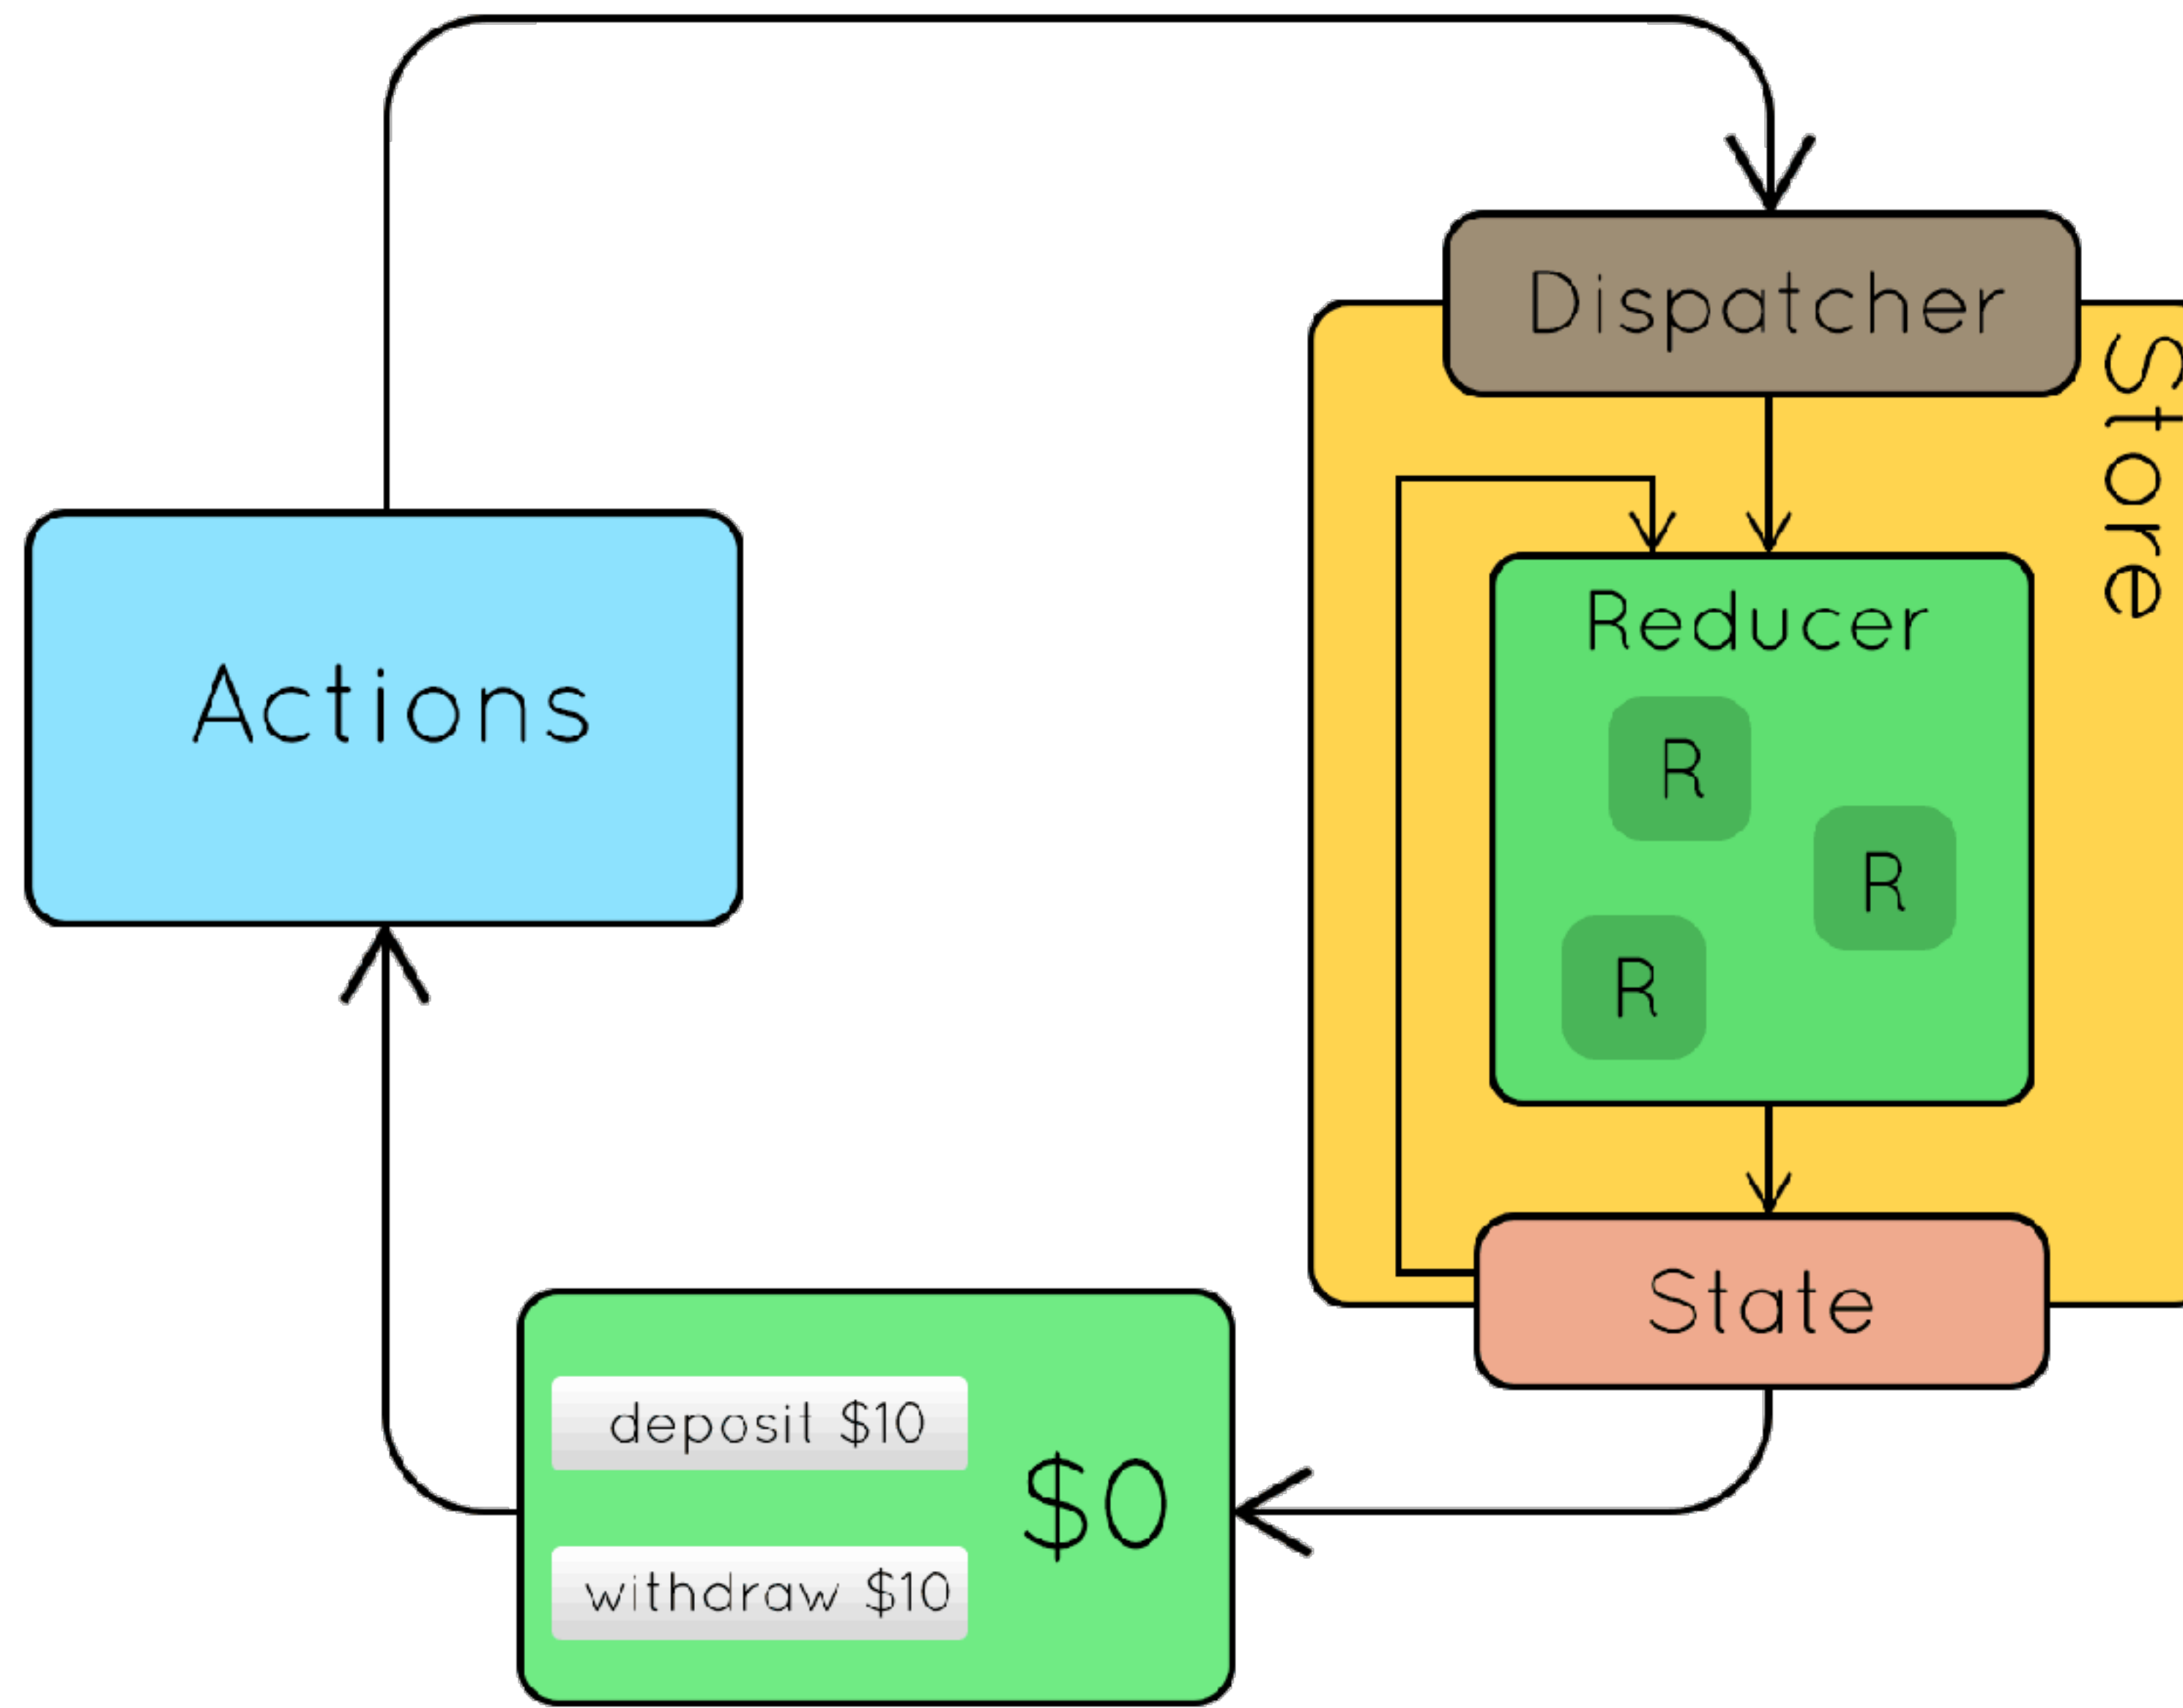 Dispatcher
Store
Reducer
R
R
R
Actions
State
deposit $10
$0
withdraw $10